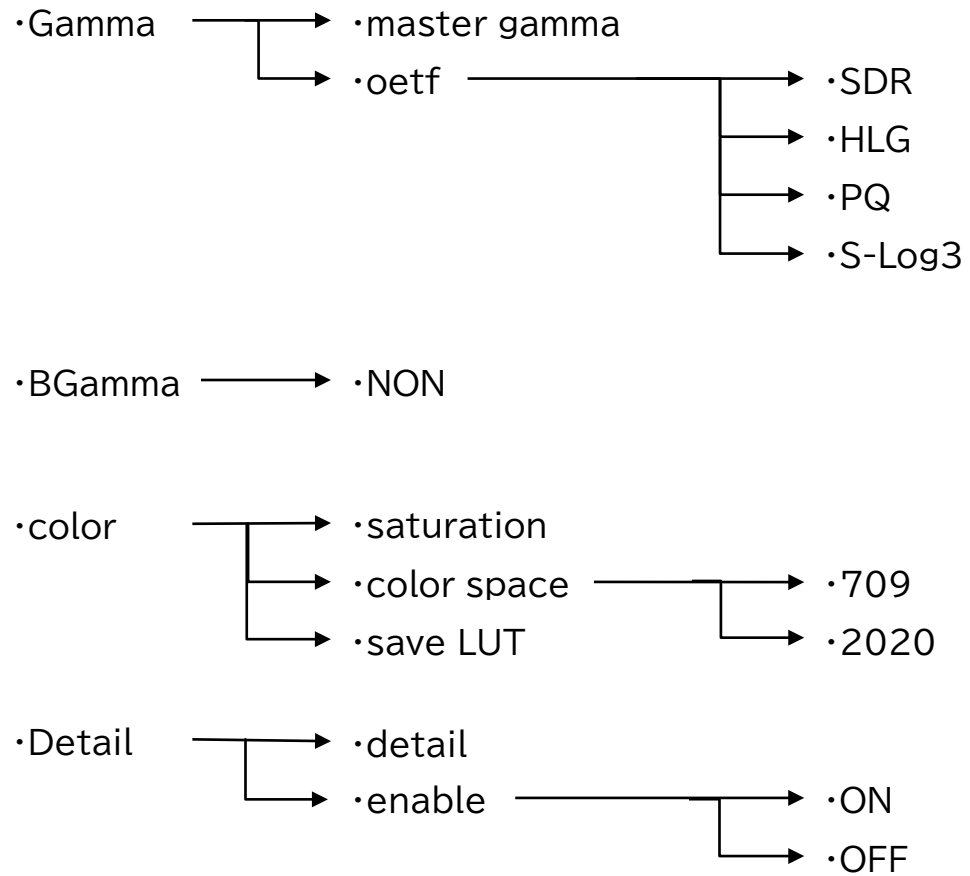 ·Gamma ·master gamma
·oetf ·SDR
·HLG
·PQ
·S-Log3
·BGamma ·NON
·color ·saturation
·color space ·709
·save LUT ·2020
·Detail ·detail
·enable ·ON
·OFF